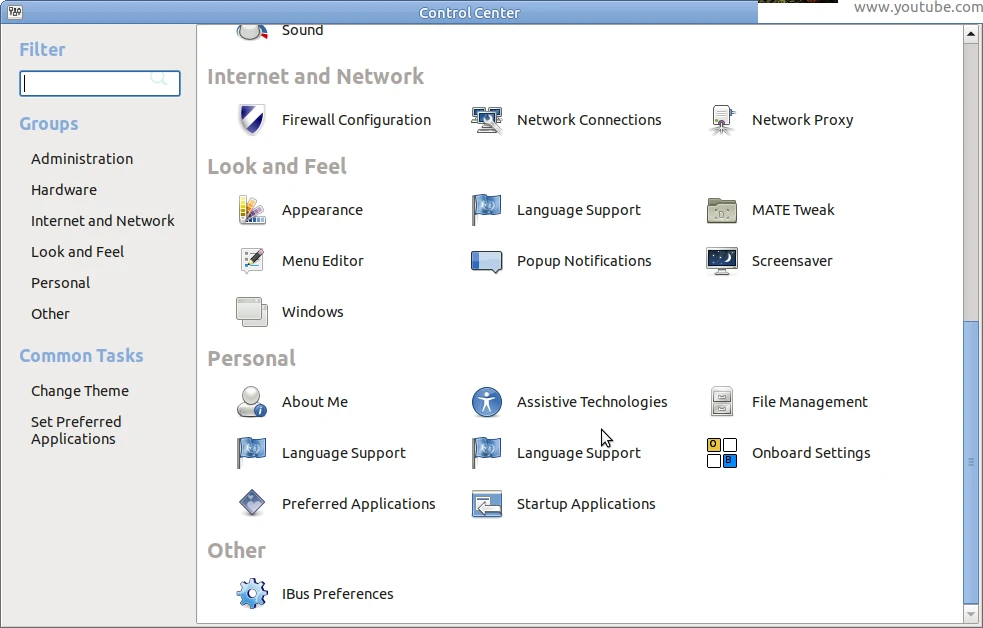 Control Center
www.youtube.com
Filter
Groups
Administration
Hardware
Internet and Network
Look and Feel
Personal
Other
Common Tasks
Change Theme
Set Preferred
Applications
Sound
Internet and Network
Firewall Configuration
Network Connections
Network Proxy
Look and Feel
Appearance
Language Support
MATE Tweak
Menu Editor
Popup Notifications
Screensaver
Windows
Personal
About Me
Assistive Technologies
File Management
Language Support
Language Support
O
B
Onboard Settings
Preferred Applications
Startup Applications
Other
IBus Preferences